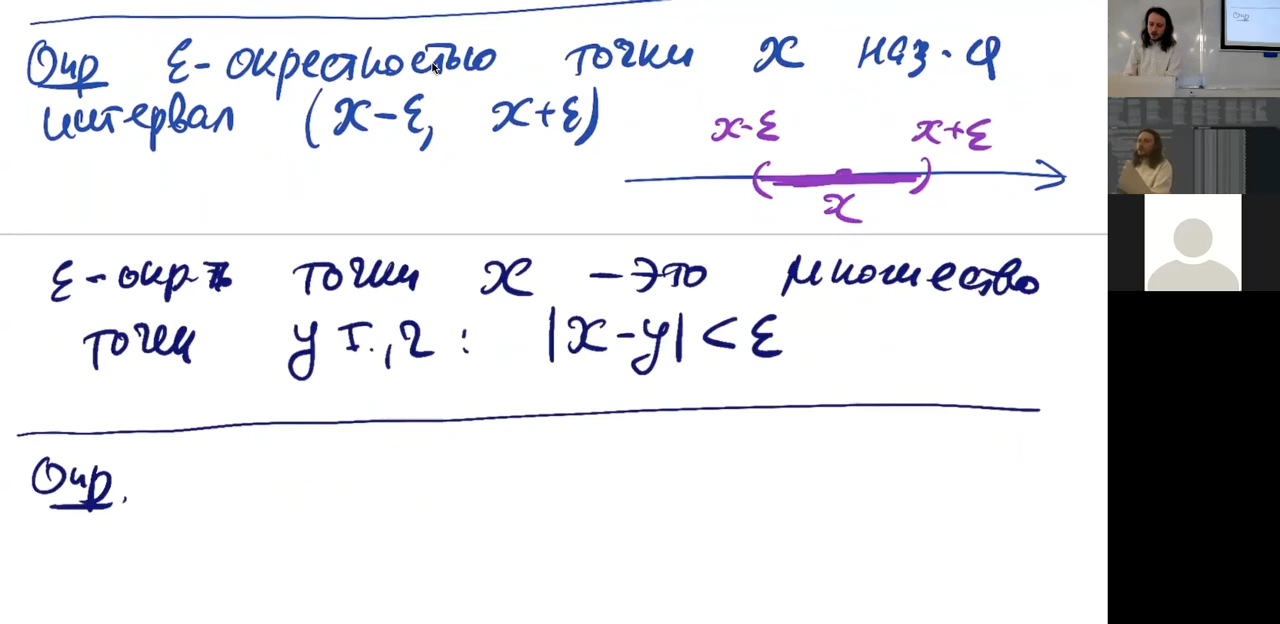 Опр ε-окрестностью точки x наз-ся
интервал (x-ε, x+ε)
x-ε x+ε
x
ε-окр точки x - это множество
точек y т.,ч : |x-y| < ε
Опр.